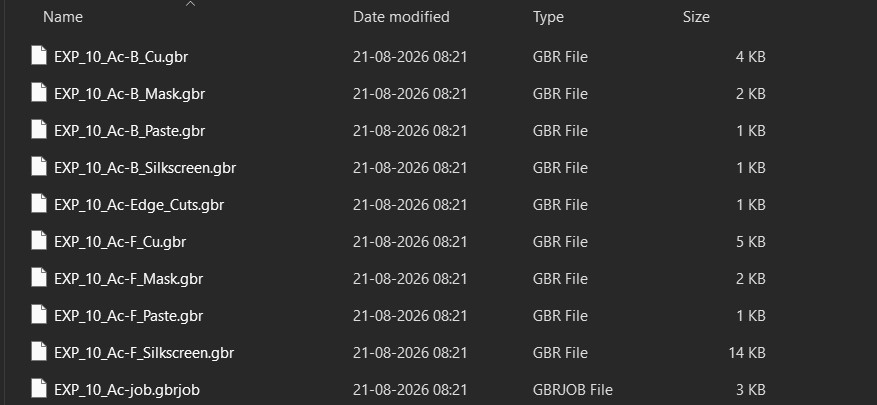 Name Date modified Type Size
EXP_10_Ac-B_Cu.gbr 21-08-2026 08:21 GBR File 4 KB
EXP_10_Ac-B_Mask.gbr 21-08-2026 08:21 GBR File 2 KB
EXP_10_Ac-B_Paste.gbr 21-08-2026 08:21 GBR File 1 KB
EXP_10_Ac-B_Silkscreen.gbr 21-08-2026 08:21 GBR File 1 KB
EXP_10_Ac-Edge_Cuts.gbr 21-08-2026 08:21 GBR File 1 KB
EXP_10_Ac-F_Cu.gbr 21-08-2026 08:21 GBR File 5 KB
EXP_10_Ac-F_Mask.gbr 21-08-2026 08:21 GBR File 2 KB
EXP_10_Ac-F_Paste.gbr 21-08-2026 08:21 GBR File 1 KB
EXP_10_Ac-F_Silkscreen.gbr 21-08-2026 08:21 GBR File 14 KB
EXP_10_Ac-job.gbrjob 21-08-2026 08:21 GBRJOB File 3 KB